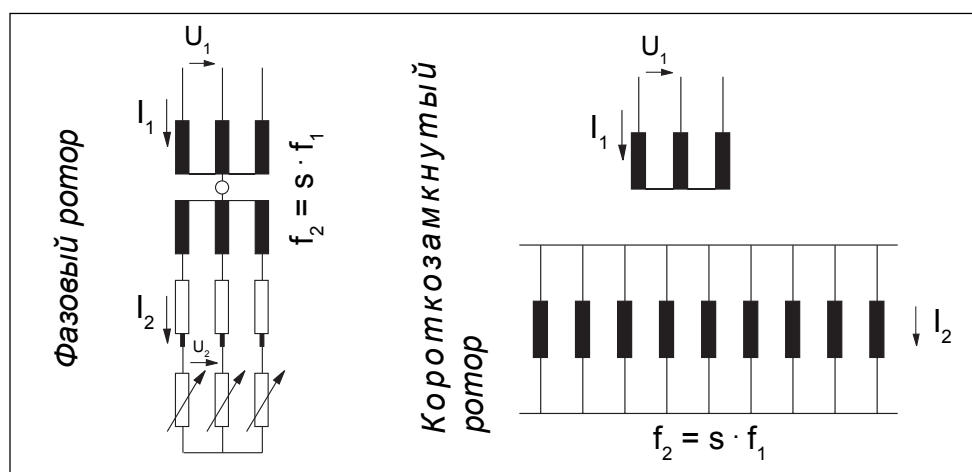 Фазовый ротор
U₁
I₁
f₂ = s · f₁
I₂
U₂
Короткозамкнутый
ротор
U₁
I₁
I₂
f₂ = s · f₁